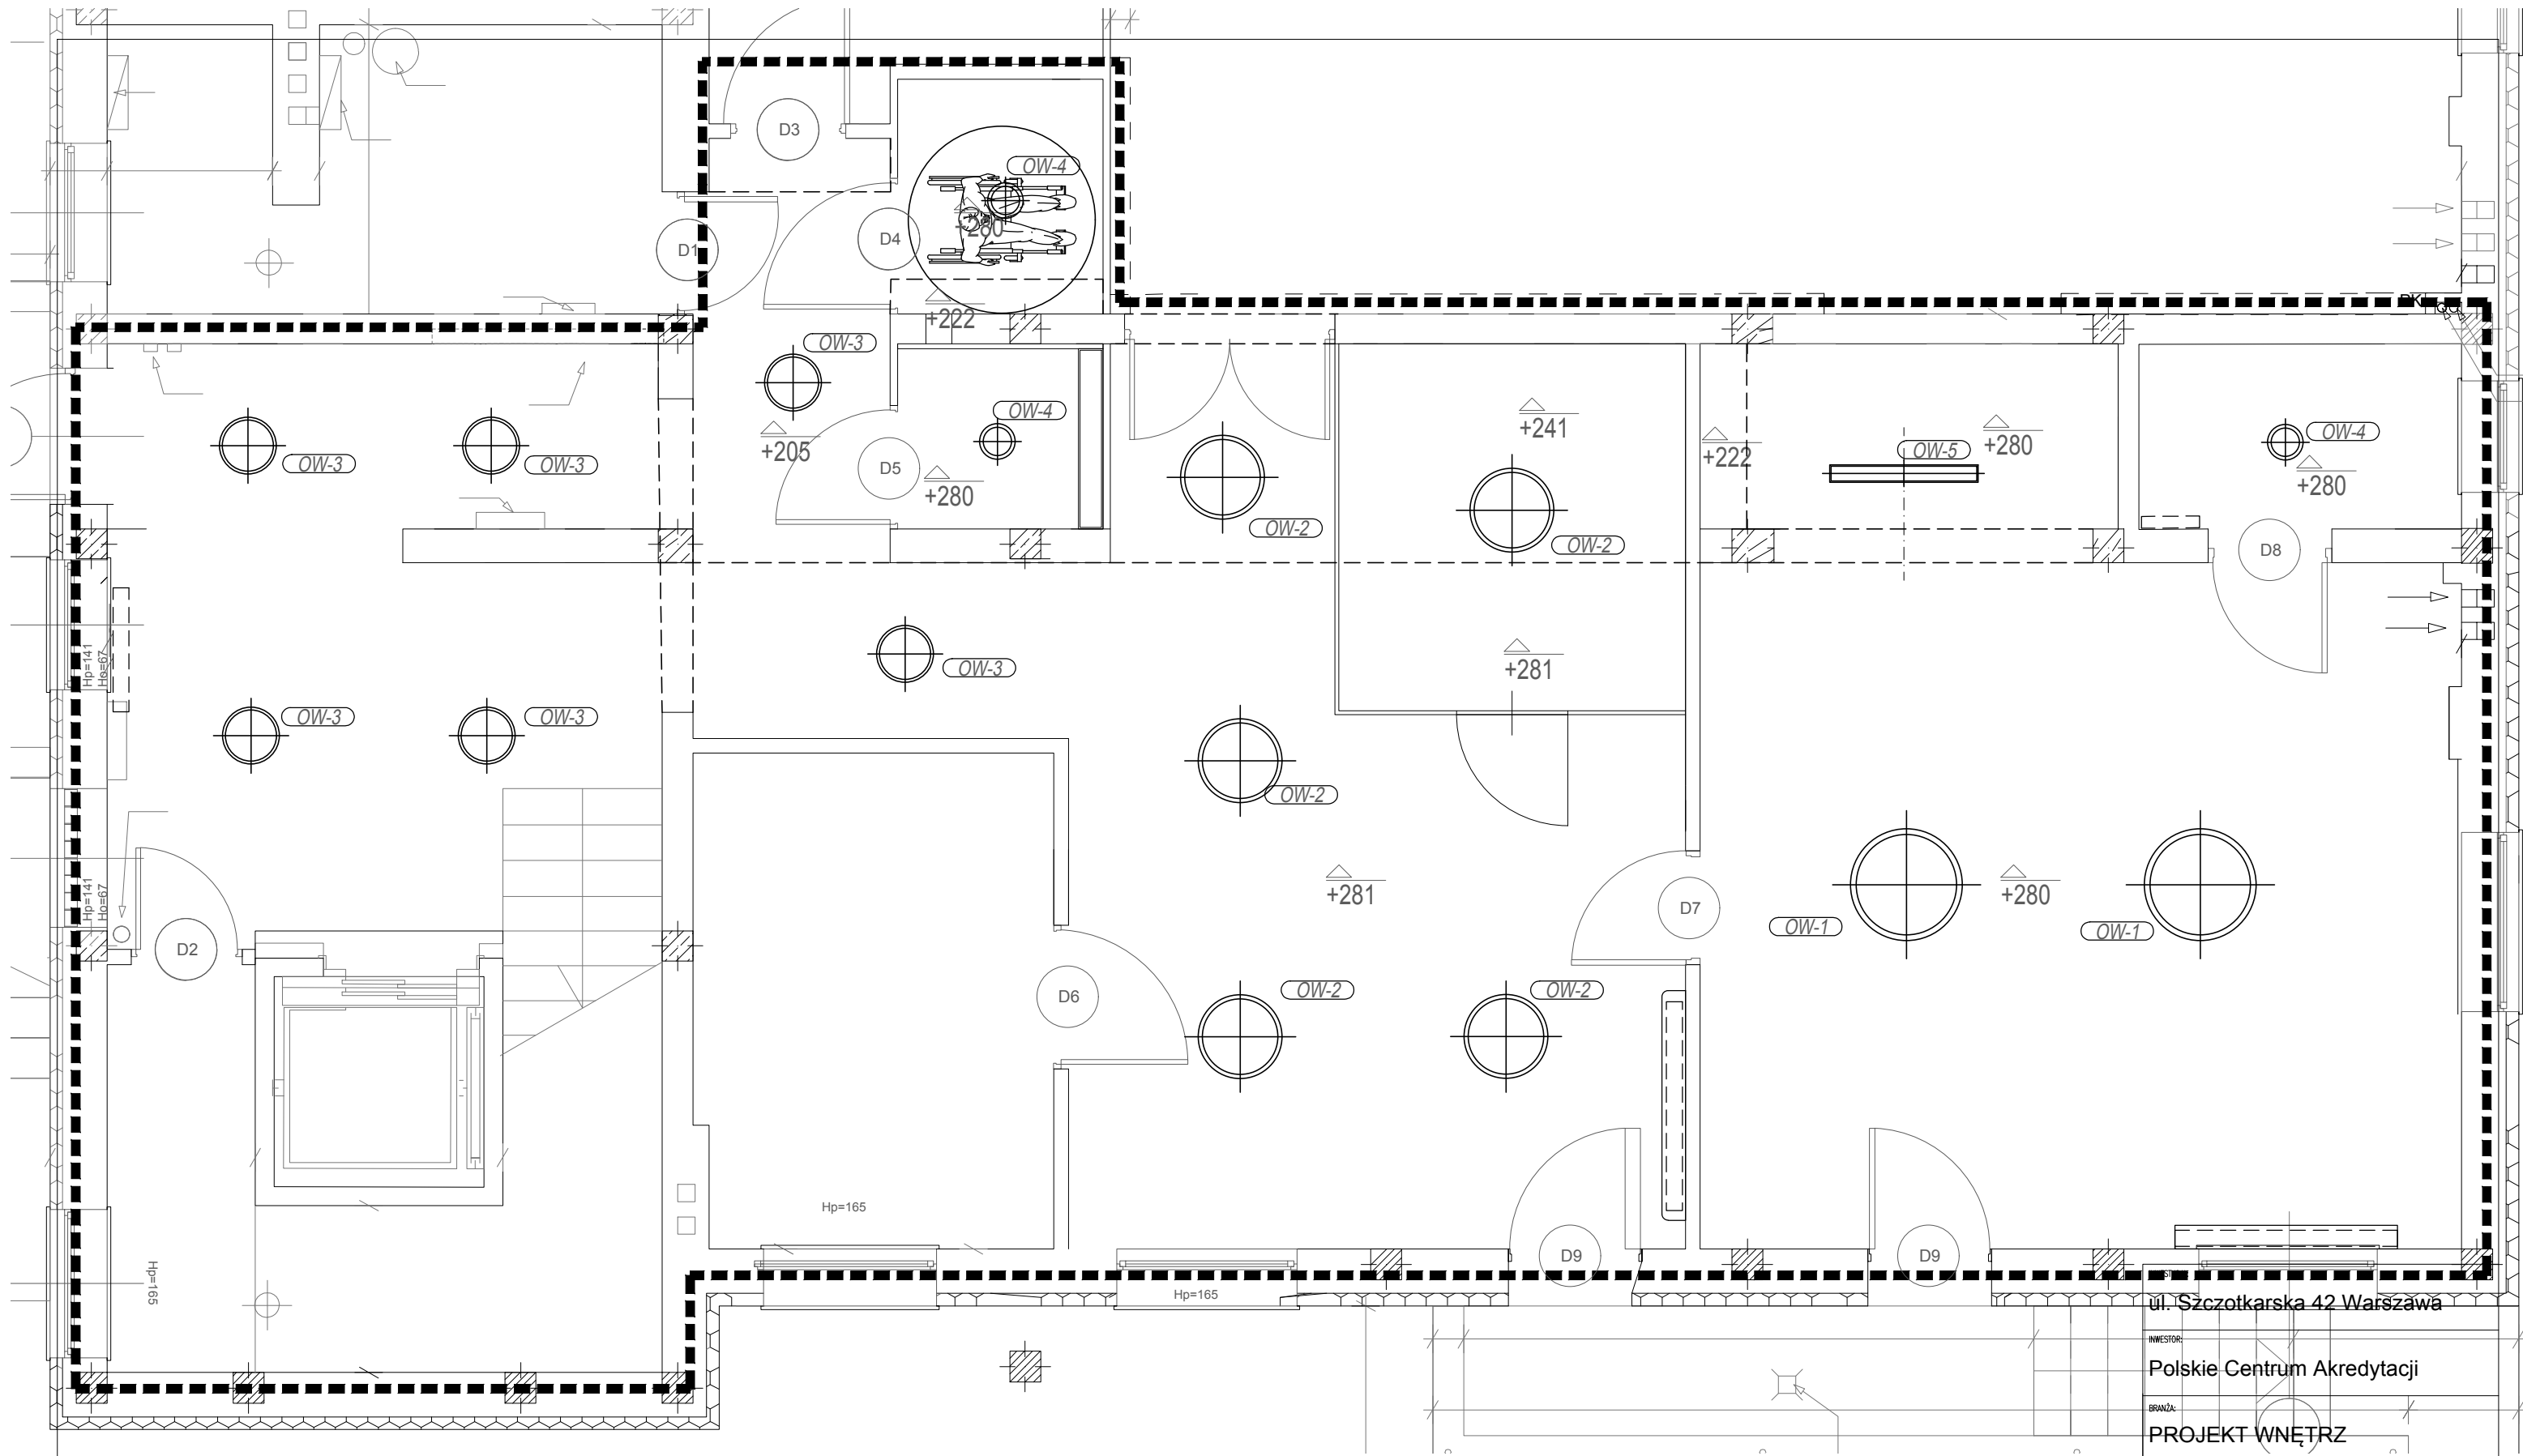 D3
OW-4
+280
D1
D4
+222
OW-3
OW-4
+205
D5
+280
OW-3
OW-3
OW-2
+241
OW-2
+222
OW-5
+280
OW-4
+280
D8
Hp=141
Ho=67
OW-3
+281
OW-3
OW-3
OW-2
+281
D7
+280
OW-1
OW-1
Hp=141
Ho=67
D2
D6
OW-2
OW-2
Hp=165
Hp=165
Hp=165
D9
D9
ul. Szczotkarska 42 Warszawa
INWESTOR:
Polskie Centrum Akredytacji
BRANŻA:
PROJEKT WNĘTRZ